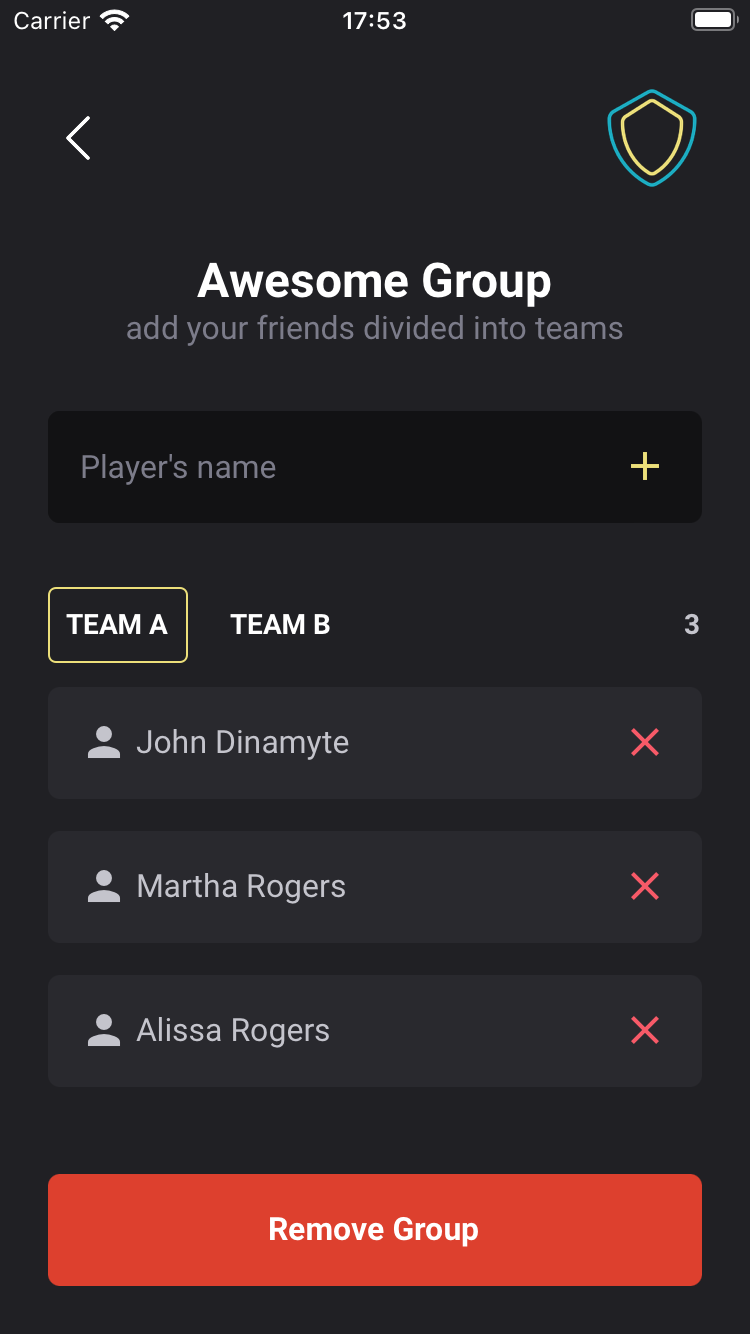 Carrier 17:53
Awesome Group
add your friends divided into teams
Player's name
TEAM A TEAM B 3
John Dinamyte
Martha Rogers
Alissa Rogers
Remove Group